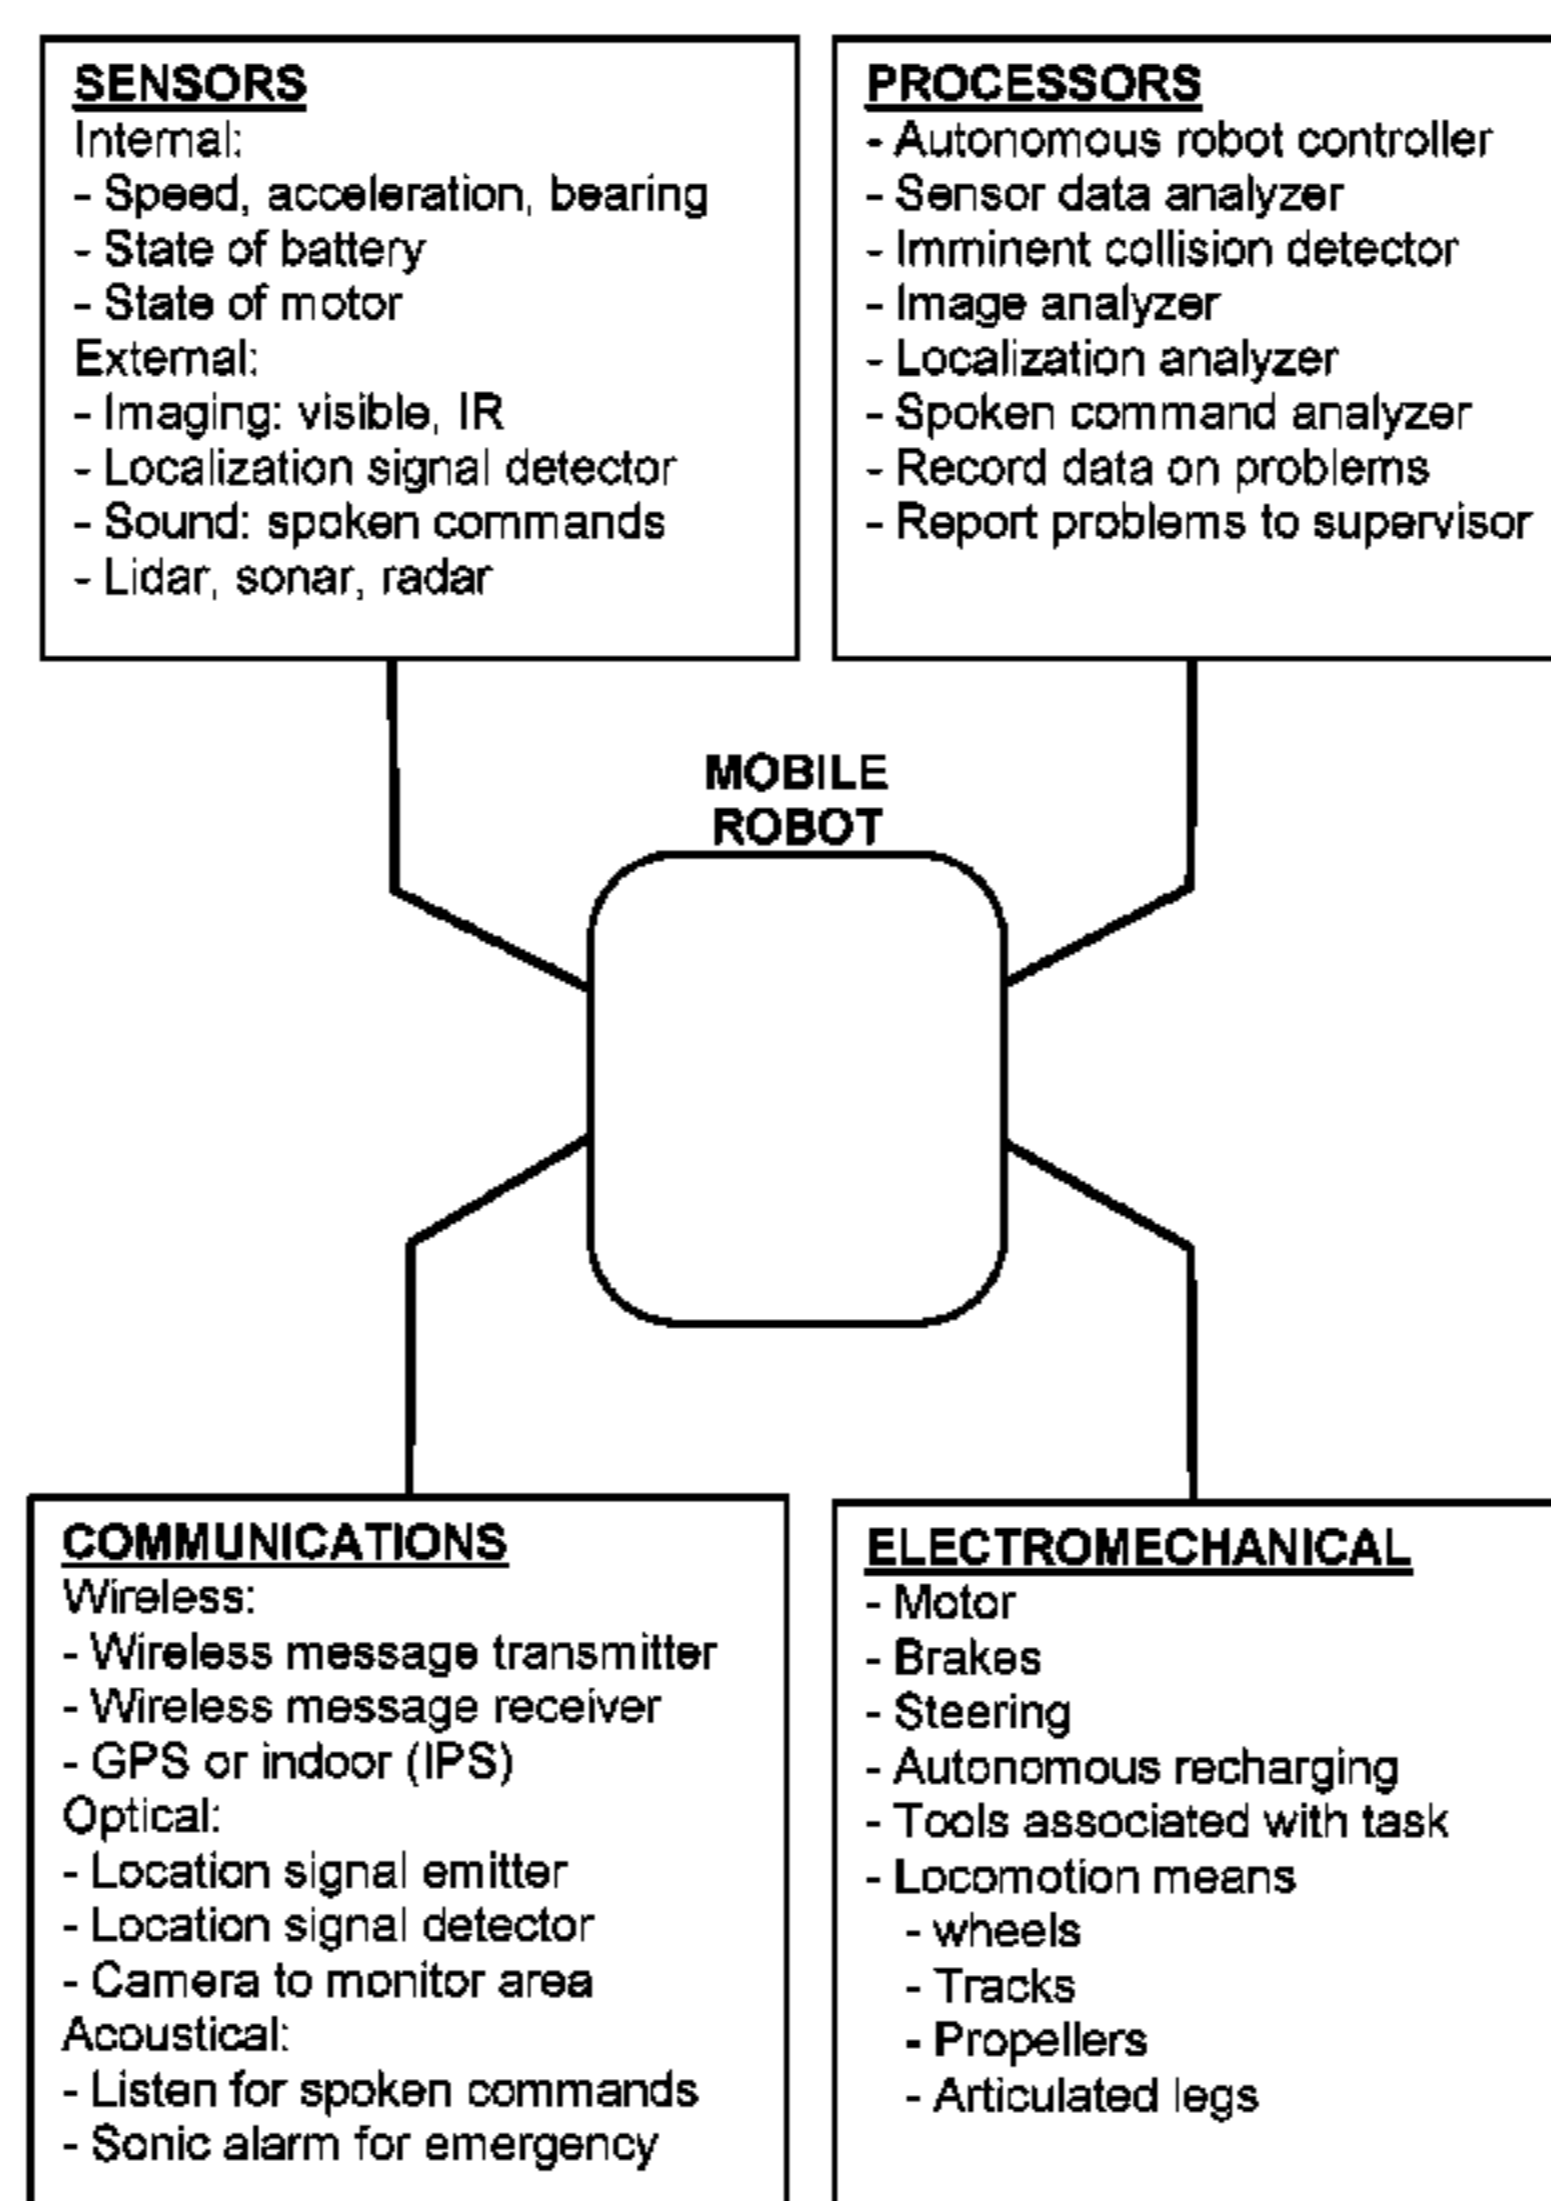 SENSORS
Internal:
- Speed, acceleration, bearing
- State of battery
- State of motor
External:
- Imaging: visible, IR
- Localization signal detector
- Sound: spoken commands
- Lidar, sonar, radar
PROCESSORS
- Autonomous robot controller
- Sensor data analyzer
- Imminent collision detector
- Image analyzer
- Localization analyzer
- Spoken command analyzer
- Record data on problems
- Report problems to supervisor
MOBILE
ROBOT
COMMUNICATIONS
Wireless:
- Wireless message transmitter
- Wireless message receiver
- GPS or indoor (IPS)
Optical:
- Location signal emitter
- Location signal detector
- Camera to monitor area
Acoustical:
- Listen for spoken commands
- Sonic alarm for emergency
ELECTROMECHANICAL
- Motor
- Brakes
- Steering
- Autonomous recharging
- Tools associated with task
- Locomotion means
- wheels
- Tracks
- Propellers
- Articulated legs